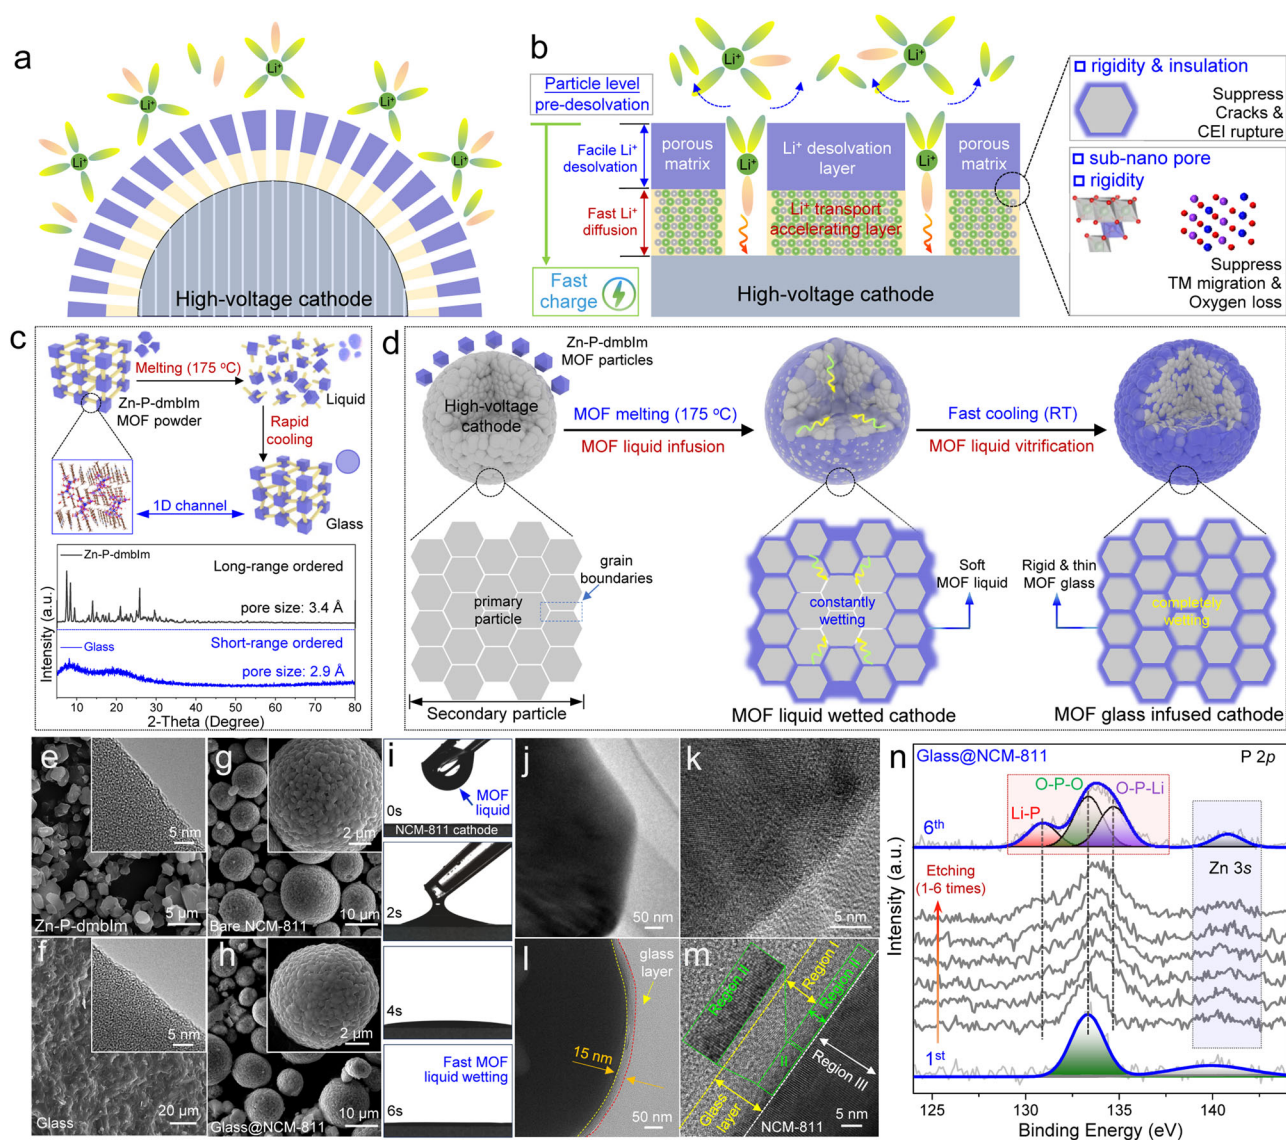 a
Li⁺
Li⁺
Li⁺
Li⁺
Li⁺
High-voltage cathode
b
Particle level
pre-desolvation
Li⁺
Li⁺
Facile Li⁺
desolvation
porous
matrix
Li⁺
Li⁺ desolvation
layer
Li⁺
porous
matrix
Fast Li⁺
diffusion
Li⁺ transport
accelerating layer
Fast
charge
High-voltage cathode
rigidity & insulation
Suppress
Cracks &
CEI rupture
sub-nano pore
rigidity
Suppress
TM migration &
Oxygen loss
c
Melting (175 °C)
Zn-P-dmbIm
MOF powder
Liquid
Rapid
cooling
1D channel
Glass
Zn-P-dmbIm
Long-range ordered
pore size: 3.4 Å
Glass
Short-range ordered
pore size: 2.9 Å
Intensity (a.u.)
10 20 30 40 50 60 70 80
2-Theta (Degree)
d
Zn-P-dmbIm
MOF particles
High-voltage
cathode
MOF melting (175 °C)
MOF liquid infusion
Fast cooling (RT)
MOF liquid vitrification
grain
boundaries
primary
particle
Secondary particle
constantly
wetting
Soft
MOF liquid
MOF liquid wetted cathode
Rigid & thin
MOF glass
completely
wetting
MOF glass infused cathode
e
5 nm
Zn-P-dmbIm
5 µm
f
5 nm
Glass
20 µm
g
2 µm
Bare NCM-811
10 µm
h
2 µm
Glass@NCM-811
10 µm
i
MOF
liquid
0s
NCM-811 cathode
2s
4s
Fast MOF
liquid wetting
6s
j
50 nm
k
5 nm
l
glass
layer
15 nm
50 nm
m
Region II
Region I
Region II
Region III
Glass
layer
5 nm
NCM-811
n
Glass@NCM-811
P 2p
O-P-O
O-P-Li
Li-P
6th
Zn 3s
Etching
(1-6 times)
1st
Intensity (a.u.)
125 130 135 140
Binding Energy (eV)